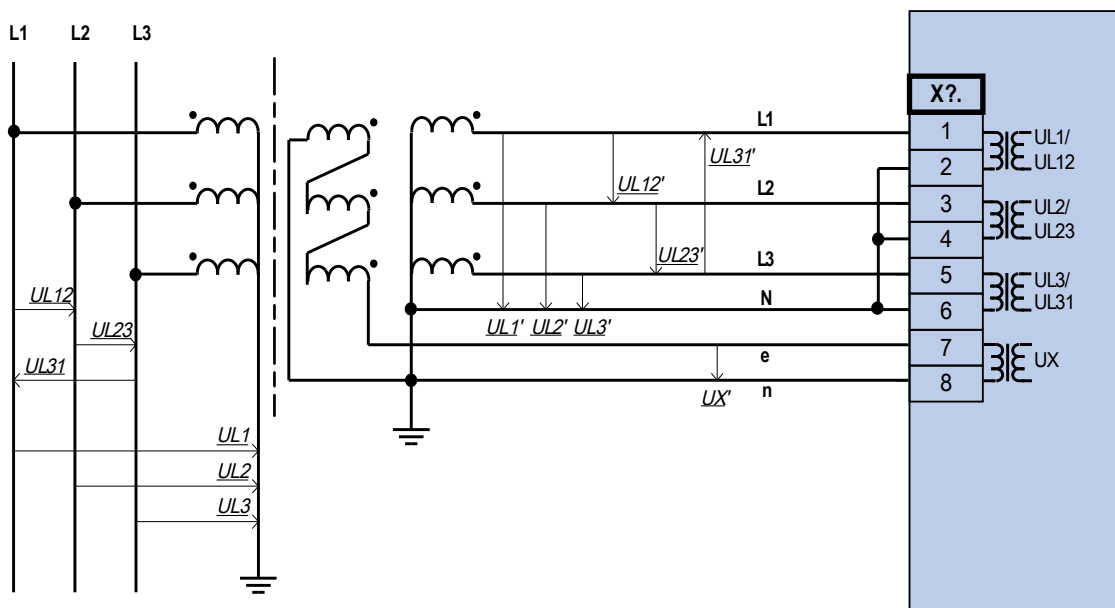 L1 L2 L3
X?.
L1
1 UL1/
UL31'
2 UL12
UL12'
L2
3 UL2/
UL23
4
UL23'
L3
5 UL3/
UL12
N
6 UL31
UL23
UL1' UL2' UL3'
7
e
UX
UL31
8
n
UX'
UL1
UL2
UL3